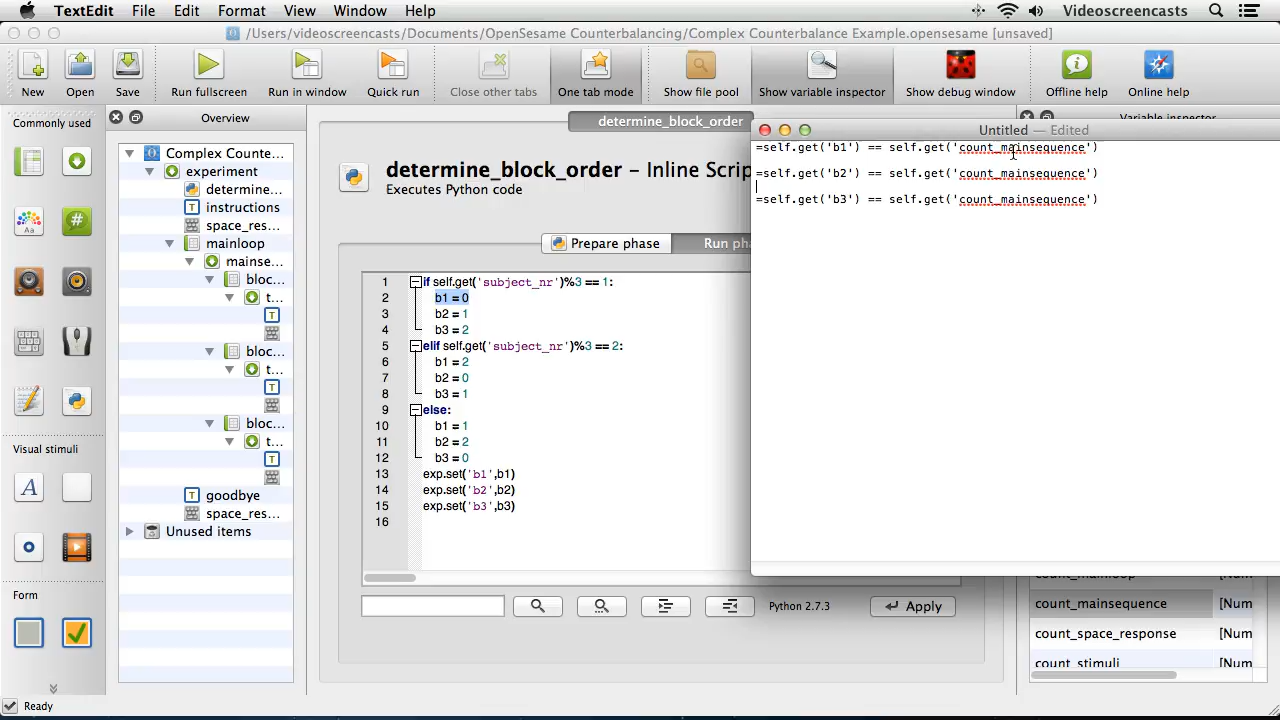 TextEdit File Edit Format View Window Help Videoscreencasts
/Users/videoscreencasts/Documents/OpenSesame Counterbalancing/Complex Counterbalance Example.opensesame [unsaved]
New Open Save Run fullscreen Run in window Quick run Close other tabs One tab mode Show file pool Show variable inspector Show debug window Offline help Online help
Commonly used
Overview
determine_block_order
Variable inspector
Untitled — Edited
=self.get('b1') == self.get('count_mainsequence')
=self.get('b2') == self.get('count_mainsequence')
=self.get('b3') == self.get('count_mainsequence')
Complex Counte...
experiment
determine...
instructions
space_res...
mainloop
mainse...
bloc...
t...
bloc...
t...
bloc...
t...
goodbye
space_res...
Unused items
Aa
Visual stimuli
A
Form
determine_block_order – Inline Scrip
Executes Python code
Prepare phase
Run pha
1 if self.get('subject_nr')%3 == 1:
2 b1 = 0
3 b2 = 1
4 b3 = 2
5 elif self.get('subject_nr')%3 == 2:
6 b1 = 2
7 b2 = 0
8 b3 = 1
9 else:
10 b1 = 1
11 b2 = 2
12 b3 = 0
13 exp.set('b1',b1)
14 exp.set('b2',b2)
15 exp.set('b3',b3)
16
Python 2.7.3
Apply
count_mainloop
count_mainsequence [Num
count_space_response [Num
count_stimuli [Num
Ready